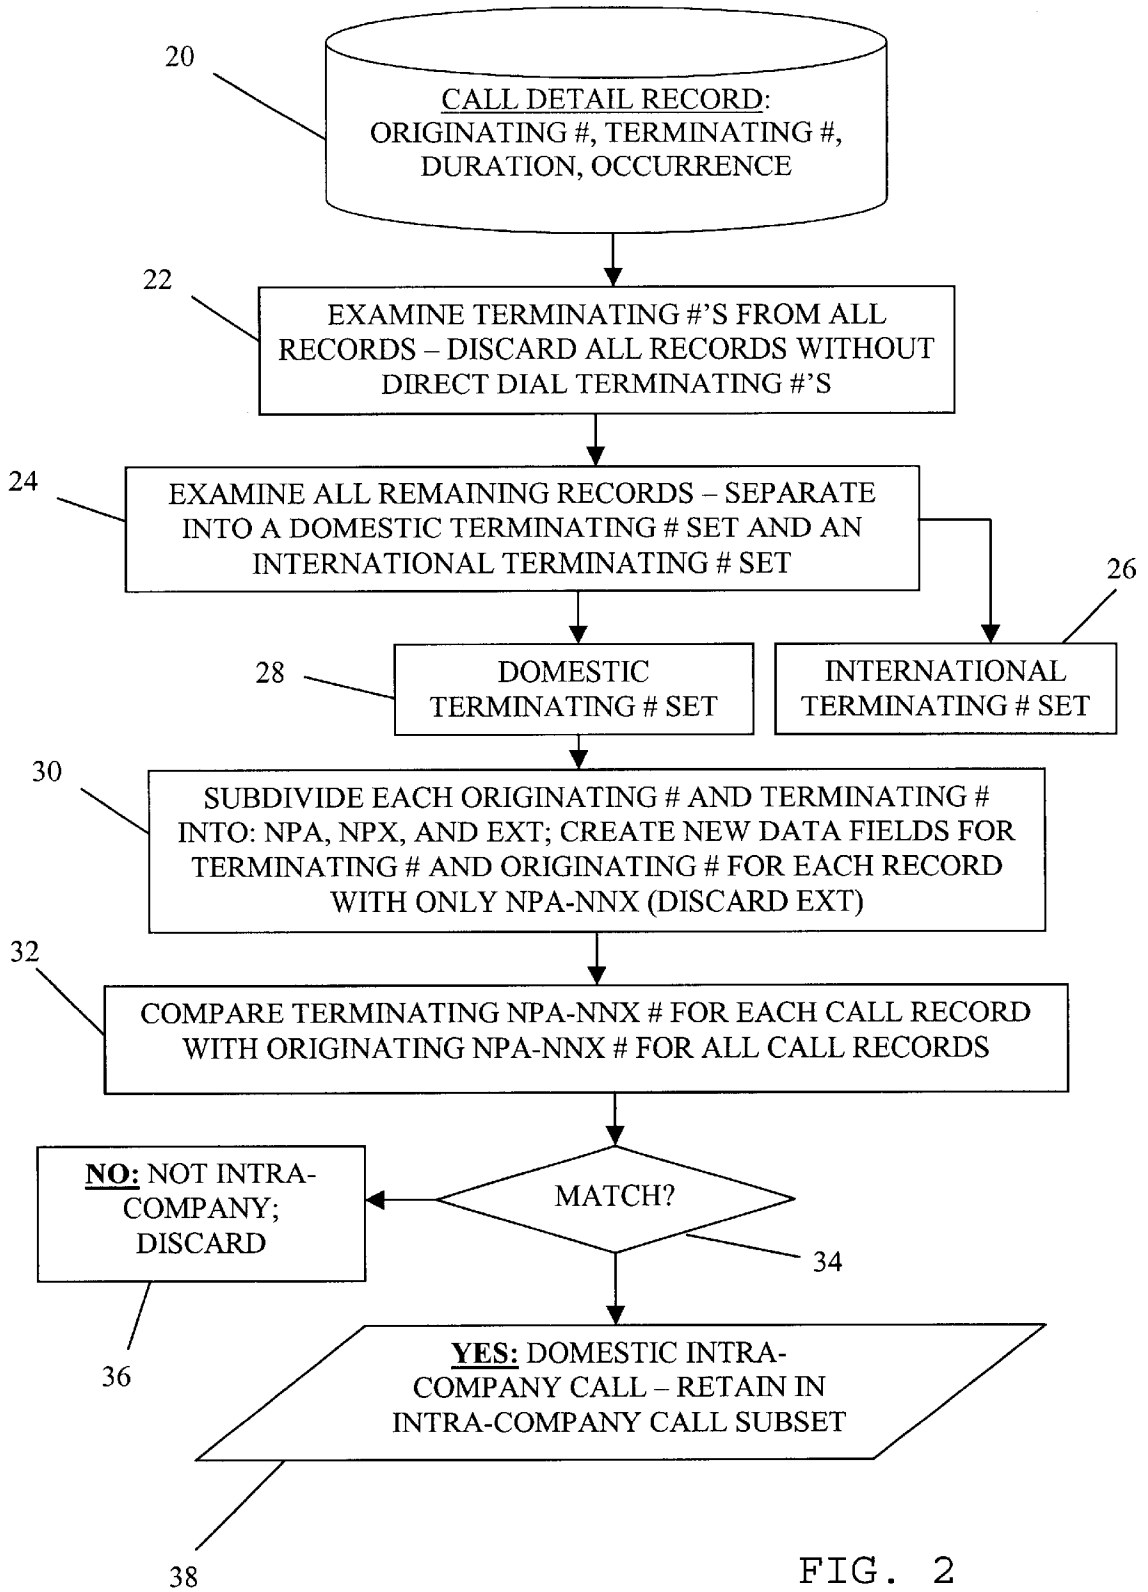 20
CALL DETAIL RECORD:
ORIGINATING #, TERMINATING #,
DURATION, OCCURRENCE
22
EXAMINE TERMINATING #'S FROM ALL
RECORDS – DISCARD ALL RECORDS WITHOUT
DIRECT DIAL TERMINATING #'S
24
EXAMINE ALL REMAINING RECORDS – SEPARATE
INTO A DOMESTIC TERMINATING # SET AND AN
INTERNATIONAL TERMINATING # SET
26
28
DOMESTIC
TERMINATING # SET
INTERNATIONAL
TERMINATING # SET
30
SUBDIVIDE EACH ORIGINATING # AND TERMINATING #
INTO: NPA, NPX, AND EXT; CREATE NEW DATA FIELDS FOR
TERMINATING # AND ORIGINATING # FOR EACH RECORD
WITH ONLY NPA-NNX (DISCARD EXT)
32
COMPARE TERMINATING NPA-NNX # FOR EACH CALL RECORD
WITH ORIGINATING NPA-NNX # FOR ALL CALL RECORDS
NO: NOT INTRA-
COMPANY;
DISCARD
MATCH?
34
36
YES: DOMESTIC INTRA-
COMPANY CALL – RETAIN IN
INTRA-COMPANY CALL SUBSET
38
FIG. 2